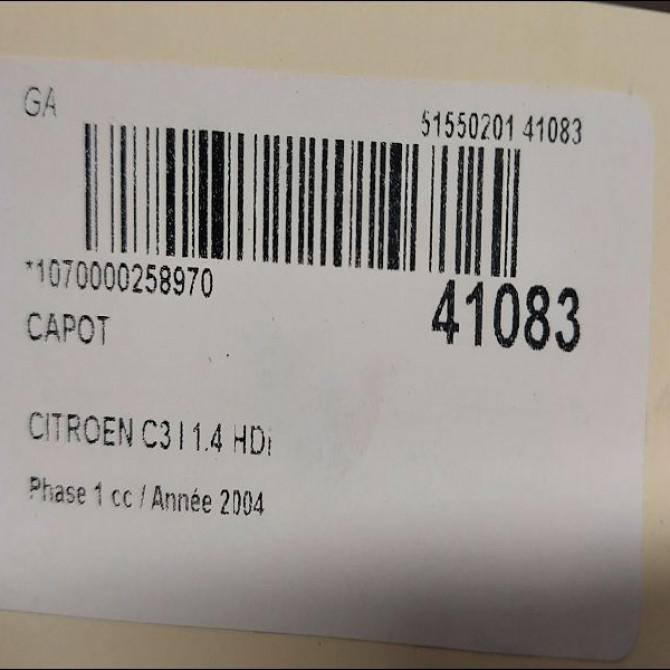 GA
51550201 41083
*1070000258970
41083
CAPOT
CITROEN C3 I 1.4 HDi
Phase 1 cc / Année 2004